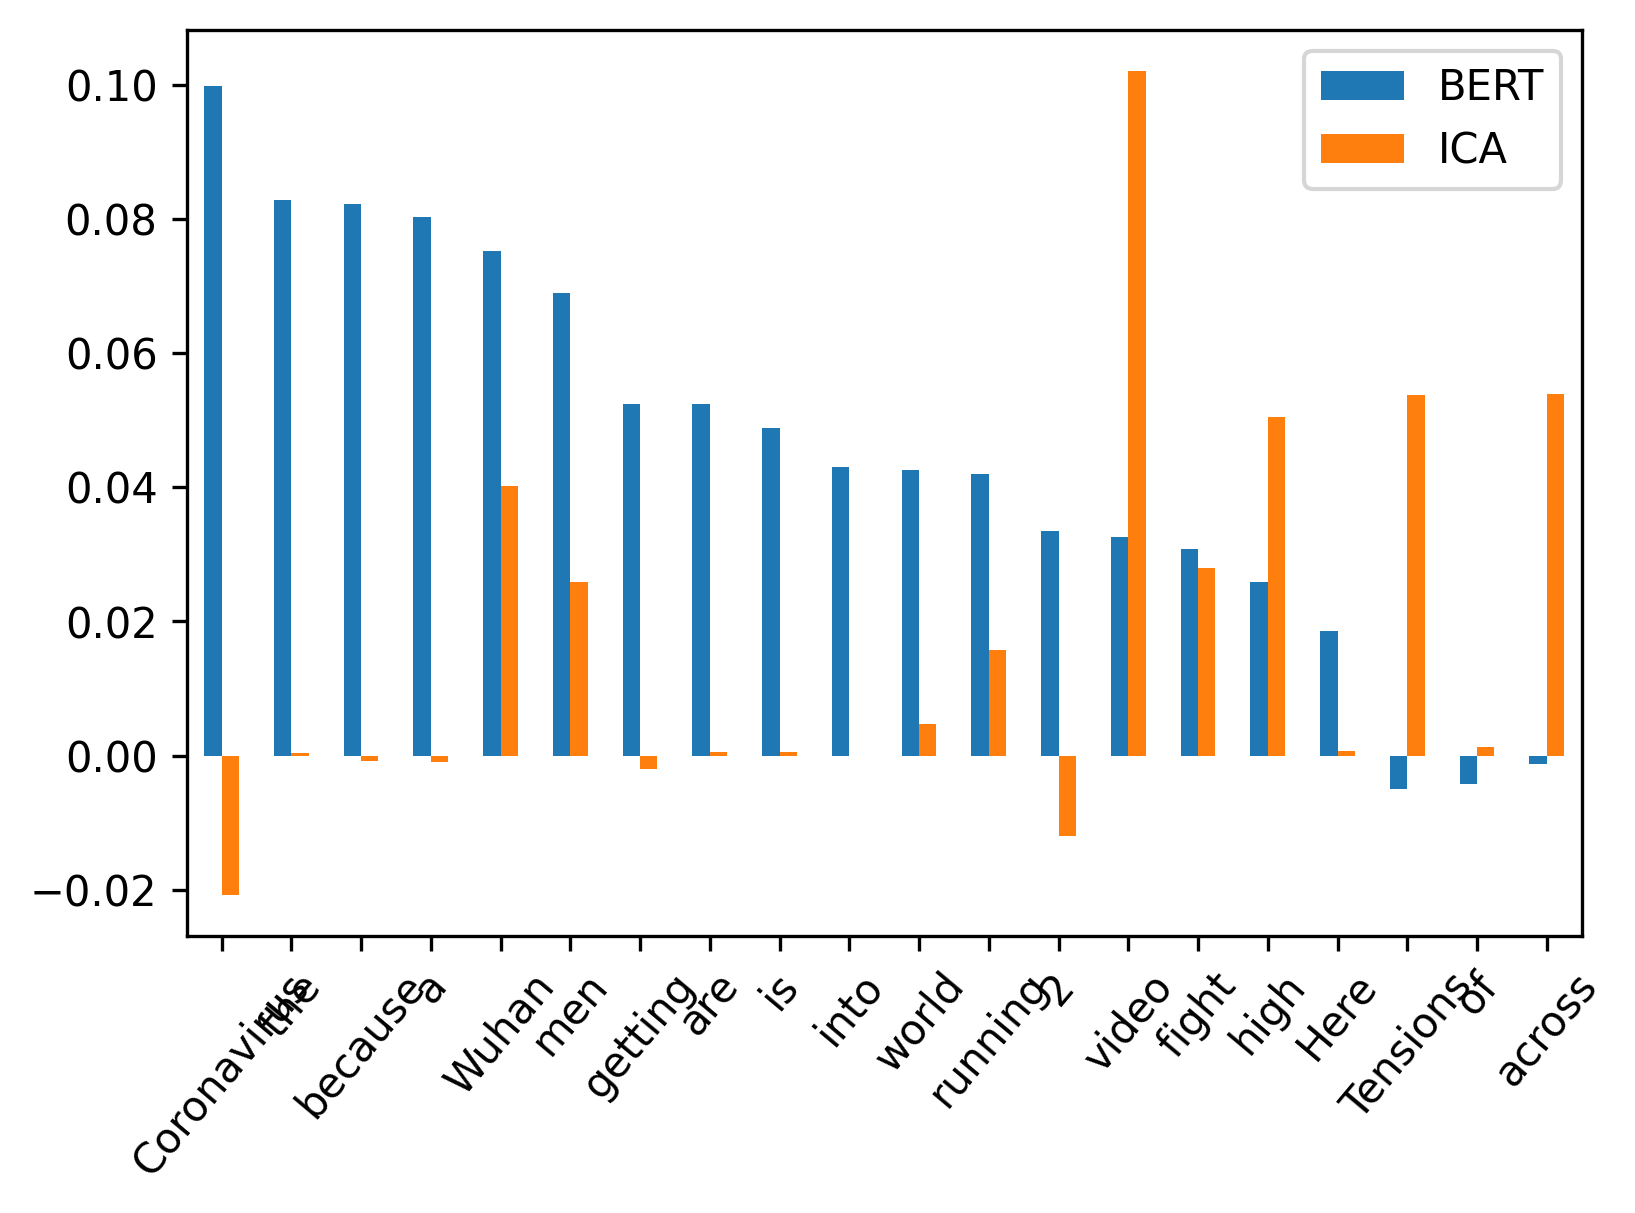 BERT
ICA
0.10
0.08
0.06
0.04
0.02
0.00
−0.02
Coronavirus
the
because
a
Wuhan
men
getting
are
is
into
world
running
2
video
fight
high
Here
Tensions
of
across